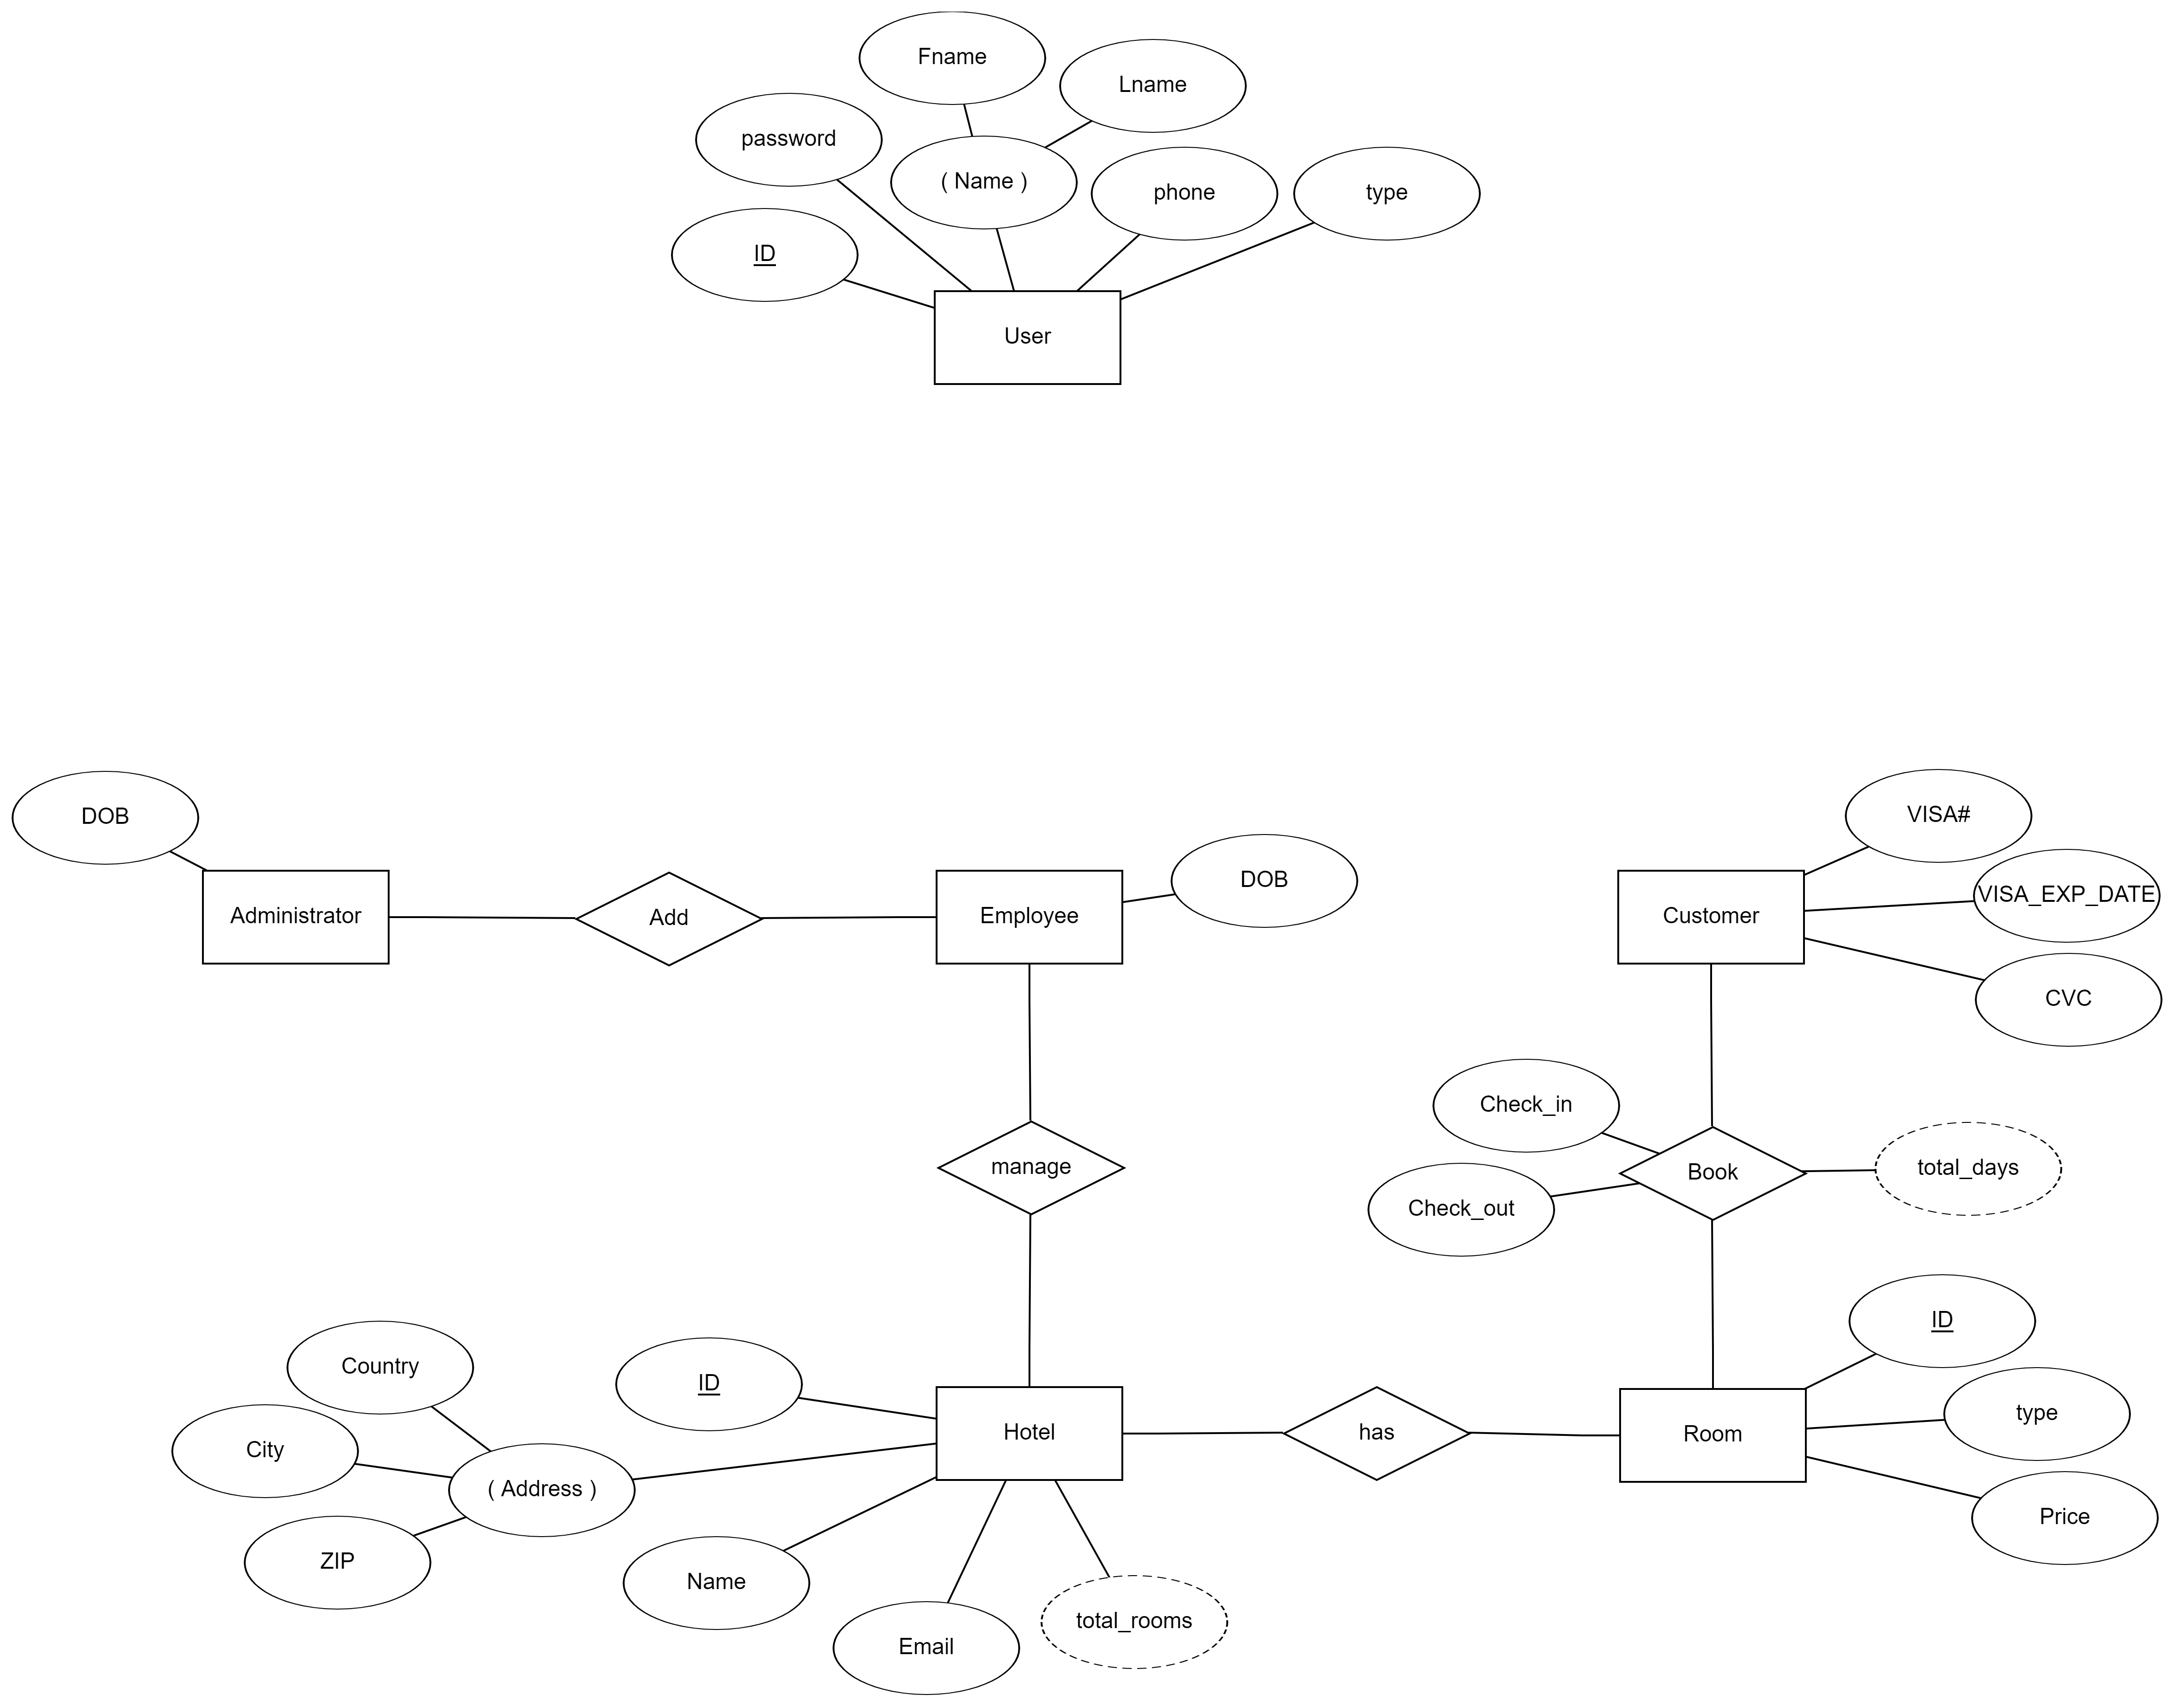 Fname
Lname
password
( Name )
phone
type
ID
User
DOB
VISA#
DOB
VISA_EXP_DATE
Administrator
Add
Employee
Customer
CVC
Check_in
manage
Book
total_days
Check_out
ID
Country
ID
type
City
Hotel
has
Room
( Address )
Price
ZIP
Name
total_rooms
Email